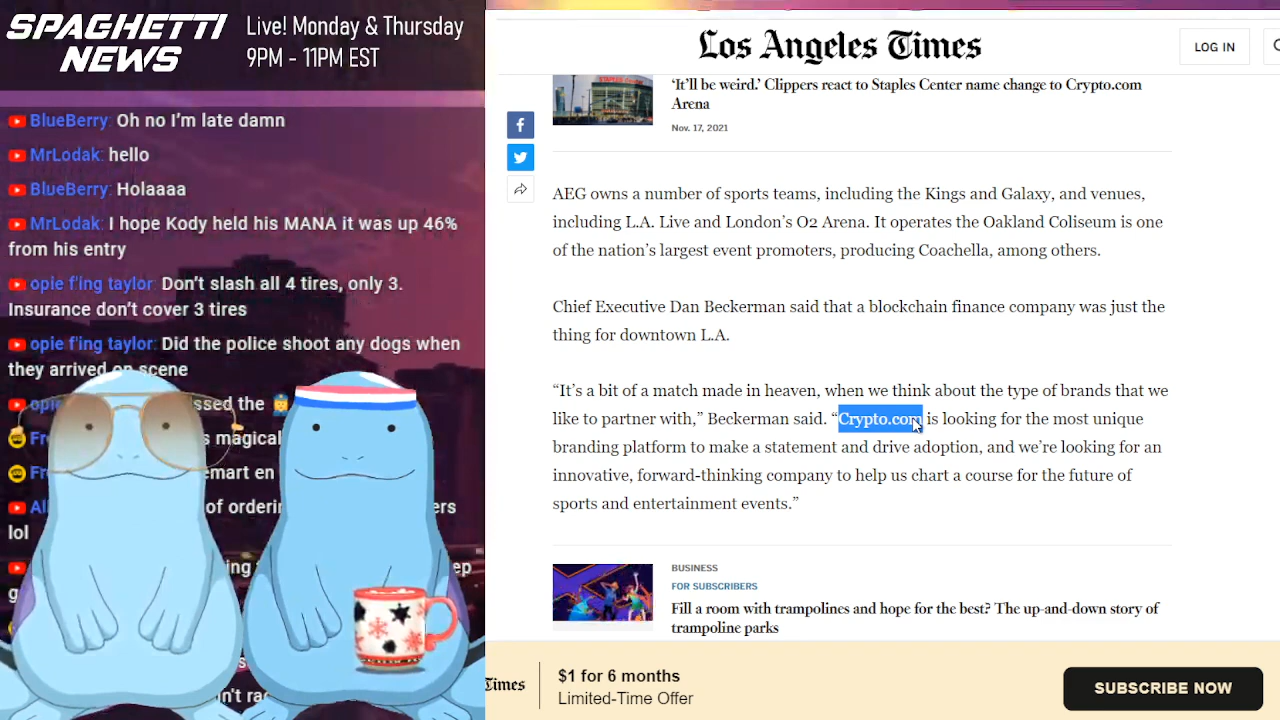 SPAGHETTI
NEWS
Live! Monday & Thursday
9PM - 11PM EST
BlueBerry: Oh no I'm late damn
MrLodak: hello
BlueBerry: Holaaaa
MrLodak: I hope Kody held his MANA it was up 46%
from his entry
opie f'ing taylor: Don't slash all 4 tires, only 3.
Insurance don't cover 3 tires
opie f'ing taylor: Did the police shoot any dogs when
they arrived on scene
lol
Los Angeles Times
LOG IN
STAPLES CENTER
‘It’ll be weird.’ Clippers react to Staples Center name change to Crypto.com
Arena
Nov. 17, 2021
AEG owns a number of sports teams, including the Kings and Galaxy, and venues,
including L.A. Live and London’s O2 Arena. It operates the Oakland Coliseum is one
of the nation’s largest event promoters, producing Coachella, among others.
Chief Executive Dan Beckerman said that a blockchain finance company was just the
thing for downtown L.A.
“It’s a bit of a match made in heaven, when we think about the type of brands that we
like to partner with,” Beckerman said. “Crypto.com is looking for the most unique
branding platform to make a statement and drive adoption, and we’re looking for an
innovative, forward-thinking company to help us chart a course for the future of
sports and entertainment events.”
BUSINESS
FOR SUBSCRIBERS
Fill a room with trampolines and hope for the best? The up-and-down story of
trampoline parks
Times
$1 for 6 months
Limited-Time Offer
SUBSCRIBE NOW